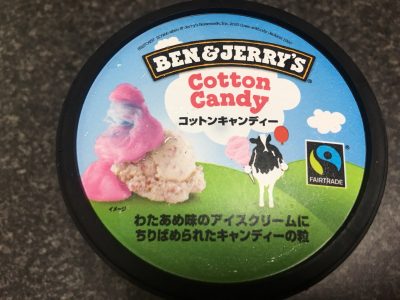 BEN & JERRY'S
Cotton
Candy
コットンキャンディー
FAIRTRADE
イメージ
わたあめ味のアイスクリームに
ちりばめられたキャンディーの粒